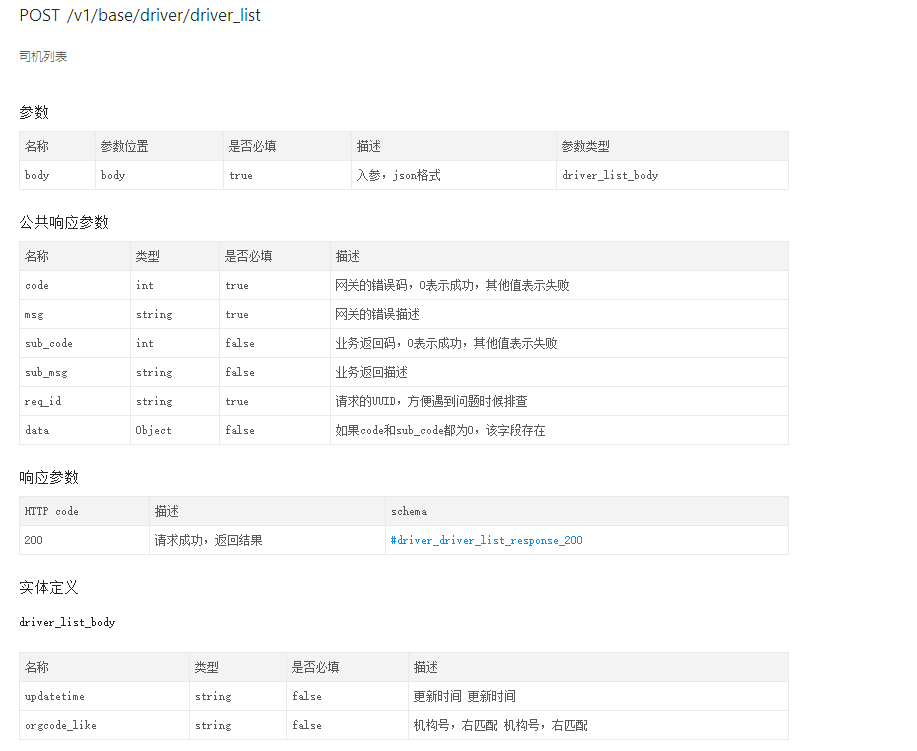 POST /v1/base/driver/driver_list
司机列表
参数
名称 参数位置 是否必填 描述 参数类型
body body true 入参，json格式 driver_list_body
公共响应参数
名称 类型 是否必填 描述
code int true 网关的错误码，0表示成功，其他值表示失败
msg string true 网关的错误描述
sub_code int false 业务返回码，0表示成功，其他值表示失败
sub_msg string false 业务返回描述
req_id string true 请求的UUID，方便遇到问题时候排查
data Object false 如果code和sub_code都为0，该字段存在
响应参数
HTTP code 描述 schema
200 请求成功，返回结果 #driver_driver_list_response_200
实体定义
driver_list_body
名称 类型 是否必填 描述
updatetime string false 更新时间 更新时间
orgcode_like string false 机构号，右匹配 机构号，右匹配